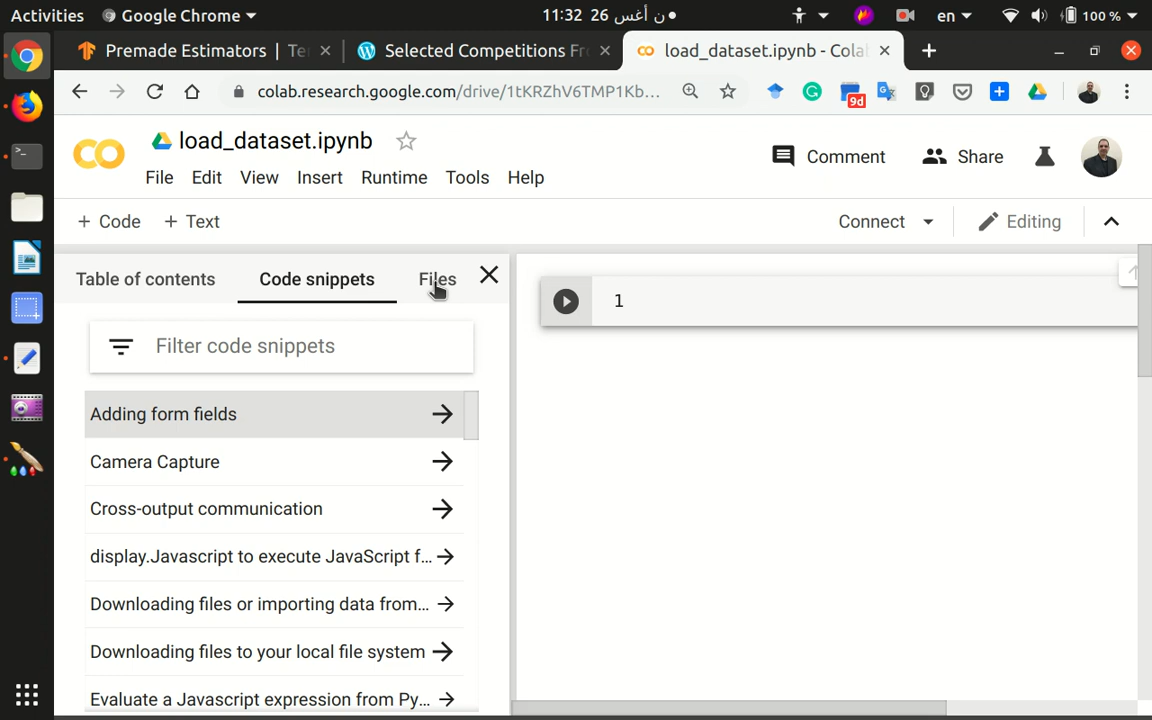 Activities Google Chrome 11:32 26 ن أغس en 100 %
Premade Estimators | Te Selected Competitions Fr load_dataset.ipynb - Cola
colab.research.google.com/drive/1tKRZhV6TMP1Kb... 9d
load_dataset.ipynb
Comment Share
File Edit View Insert Runtime Tools Help
+ Code + Text Connect Editing
Table of contents Code snippets Files
1
Filter code snippets
Adding form fields
Camera Capture
Cross-output communication
display.Javascript to execute JavaScript f...
Downloading files or importing data from...
Downloading files to your local file system
Evaluate a Javascript expression from Py...